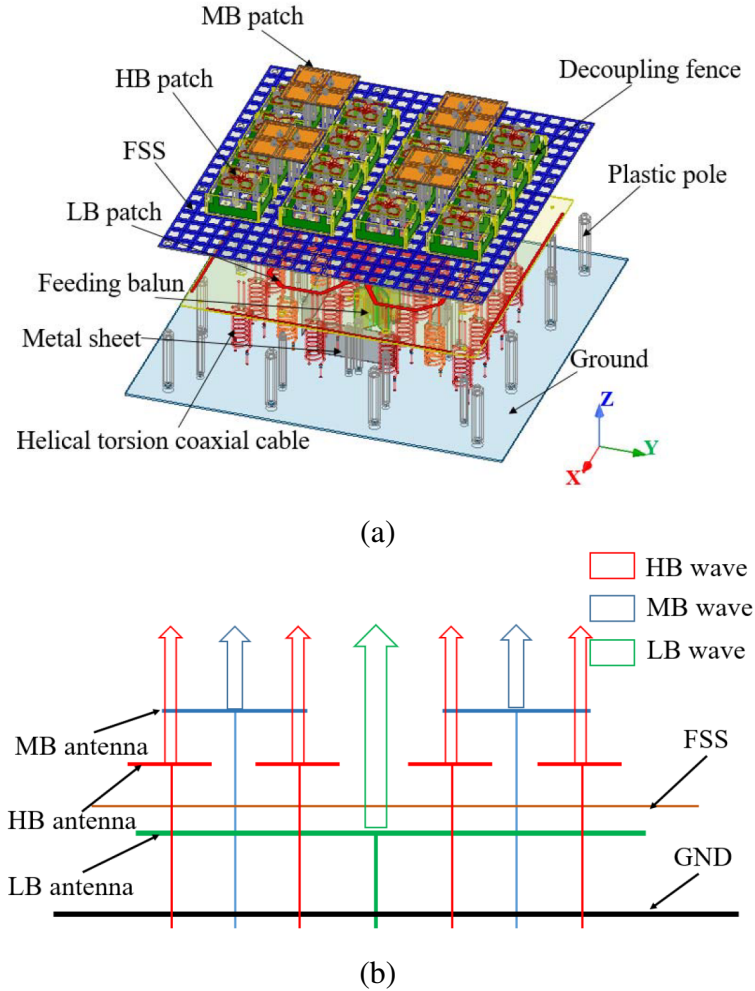 MB patch
HB patch
Decoupling fence
FSS
Plastic pole
LB patch
Feeding balun
Metal sheet
Ground
Helical torsion coaxial cable
Z
Y
X
(a)
HB wave
MB wave
LB wave
MB antenna
FSS
HB antenna
GND
LB antenna
(b)